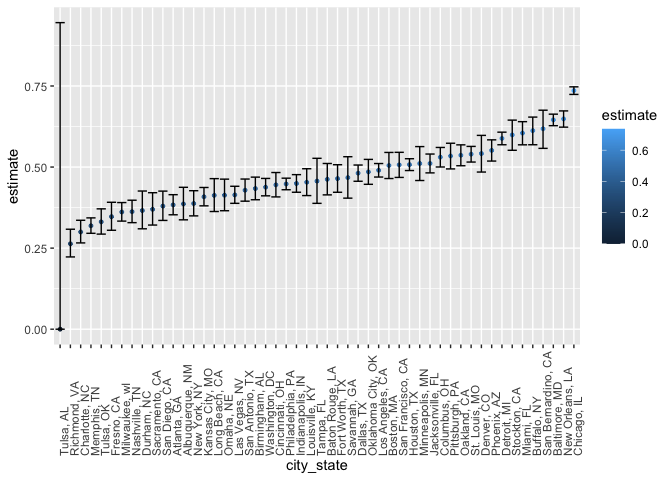 estimate
0.75
0.50
0.25
0.00
Tulsa, AL
Richmond, VA
Charlotte, NC
Memphis, TN
Tulsa, OK
Fresno, CA
Milwaukee, wI
Nashville, TN
Durham, NC
Sacramento, CA
San Diego, CA
Atlanta, GA
Albuquerque, NM
New York, NY
Kansas City, MO
Long Beach, CA
Omaha, NE
Las Vegas, NV
San Antonio, TX
Birmingham, AL
Washington, DC
Cincinnati, OH
Philadelphia, PA
Indianapolis, IN
Louisville, KY
Tampa, FL
Baton Rouge, LA
Fort Worth, TX
Savannah, GA
Dallas, TX
Oklahoma City, OK
Los Angeles, CA
Boston, MA
San Francisco, CA
Houston, TX
Minneapolis, MN
Jacksonville, FL
Columbus, OH
Pittsburgh, PA
Oakland, CA
St. Louis, MO
Denver, CO
Phoenix, AZ
Detroit, MI
Stockton, CA
Miami, FL
Buffalo, NY
San Bernardino, CA
Baltimore, MD
New Orleans, LA
Chicago, IL
city_state
estimate
0.6
0.4
0.2
0.0